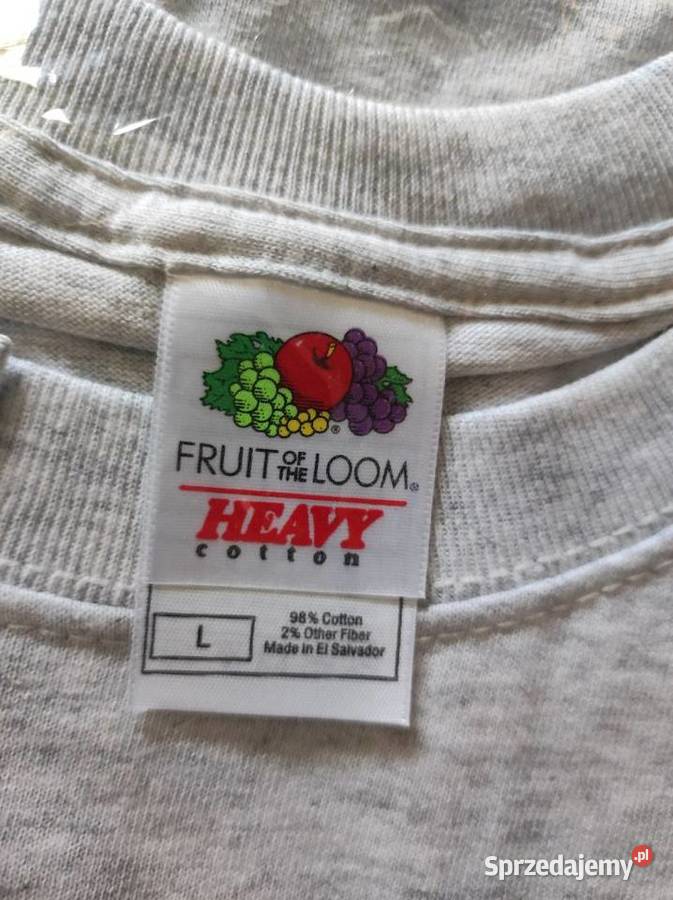 FRUIT OF THE LOOM®
HEAVY
cotton
L
98% Cotton
2% Other Fiber
Made in El Salvador
Sprzedajemy.pl